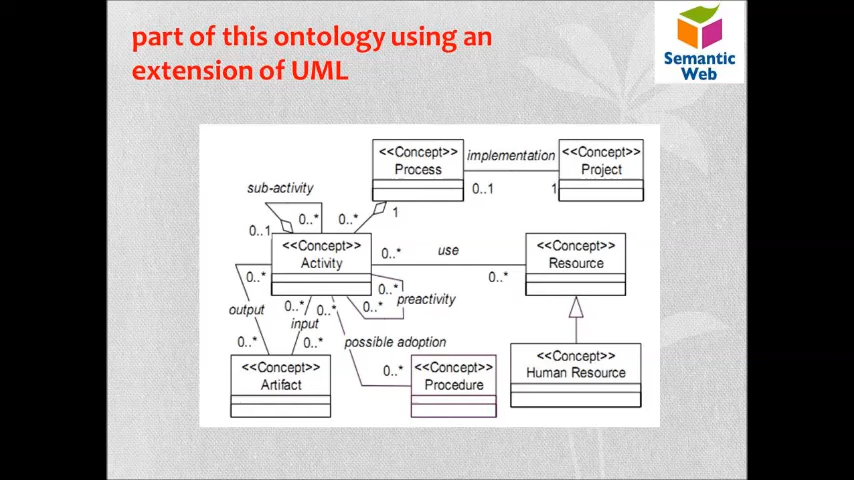 part of this ontology using an
extension of UML
Semantic
Web
<<Concept>>
Process
implementation
<<Concept>>
Project
0..1
1
sub-activity
0..*
0..*
1
0..1
<<Concept>>
Activity
0..*
use
<<Concept>>
Resource
0..*
0..*
0..*
preactivity
0..*
output
0..*
0..*
input
0..*
0..*
possible adoption
<<Concept>>
Artifact
0..*
<<Concept>>
Procedure
<<Concept>>
Human Resource